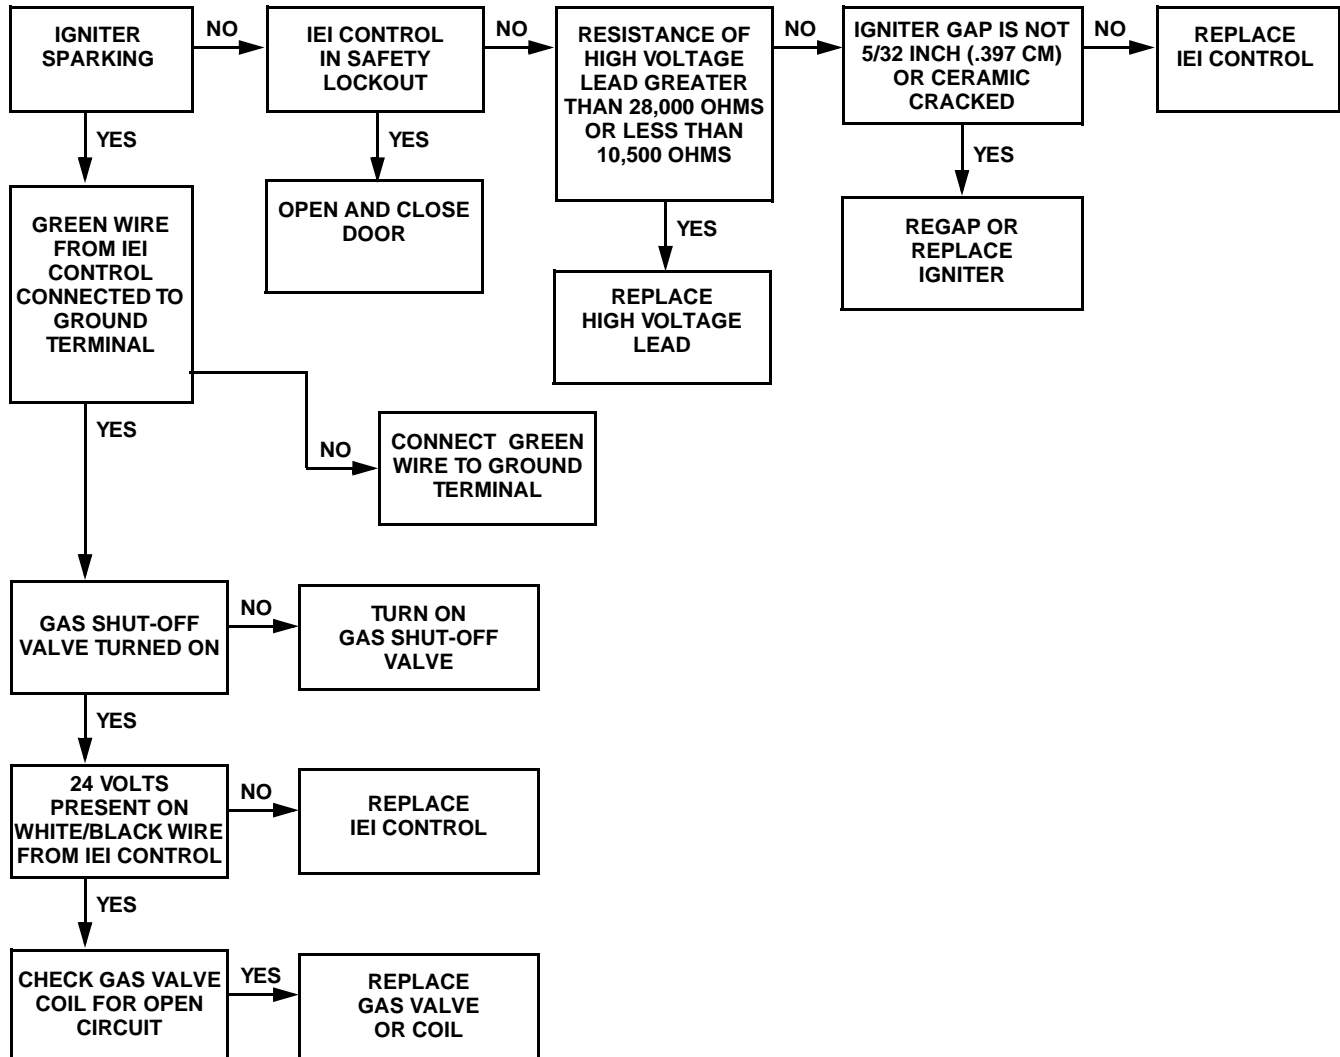 IGNITER
SPARKING
NO
IEI CONTROL
IN SAFETY
LOCKOUT
NO
RESISTANCE OF
HIGH VOLTAGE
LEAD GREATER
THAN 28,000 OHMS
OR LESS THAN
10,500 OHMS
NO
IGNITER GAP IS NOT
5/32 INCH (.397 CM)
OR CERAMIC
CRACKED
NO
REPLACE
IEI CONTROL
YES
YES
YES
YES
GREEN WIRE
FROM IEI
CONTROL
CONNECTED TO
GROUND
TERMINAL
OPEN AND CLOSE
DOOR
REPLACE
HIGH VOLTAGE
LEAD
REGAP OR
REPLACE
IGNITER
YES
NO
CONNECT GREEN
WIRE TO GROUND
TERMINAL
GAS SHUT-OFF
VALVE TURNED ON
NO
TURN ON
GAS SHUT-OFF
VALVE
YES
24 VOLTS
PRESENT ON
WHITE/BLACK WIRE
FROM IEI CONTROL
NO
REPLACE
IEI CONTROL
YES
CHECK GAS VALVE
COIL FOR OPEN
CIRCUIT
YES
REPLACE
GAS VALVE
OR COIL